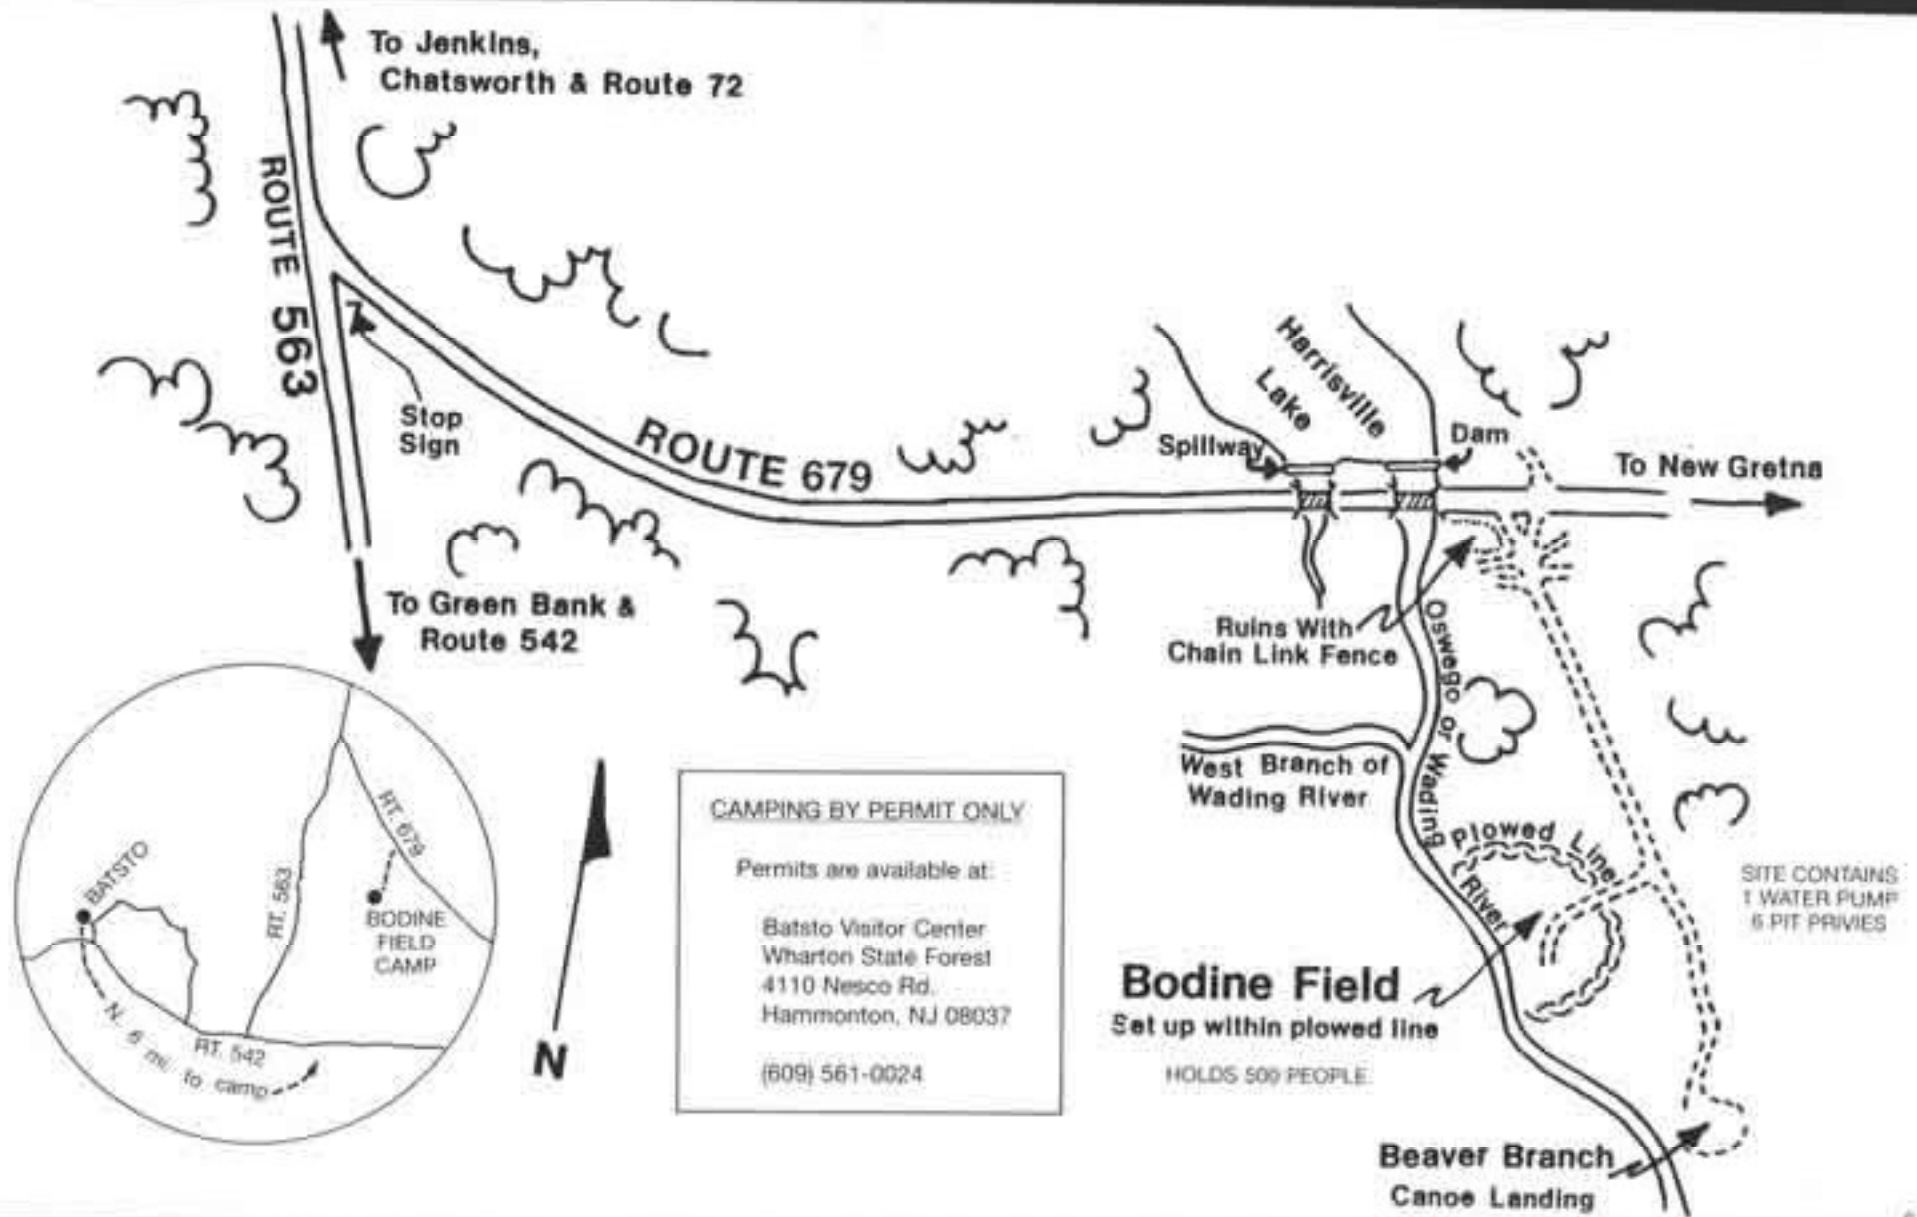 To Jenkins,
Chatsworth & Route 72
ROUTE 563
Stop
Sign
ROUTE 679
Harrisville
Lake
Spillway
Dam
To New Gretna
To Green Bank &
Route 542
Ruins With
Chain Link Fence
Oswego or Wading
River
West Branch of
Wading River
Plowed Line
SITE CONTAINS
1 WATER PUMP
6 PIT PRIVIES
Bodine Field
Set up within plowed line
HOLDS 500 PEOPLE
Beaver Branch
Canoe Landing
CAMPING BY PERMIT ONLY
Permits are available at:
Batsto Visitor Center
Wharton State Forest
4110 Nesco Rd.
Hammonton, NJ 08037
(609) 561-0024
N
BATSTO
RT. 563
RT. 679
BODINE
FIELD
CAMP
RT. 542
mi. to camp